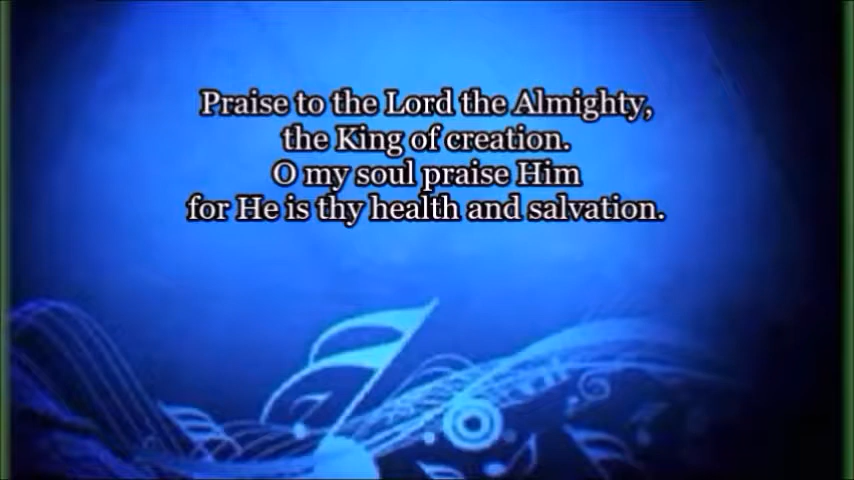 Praise to the Lord the Almighty,
the King of creation.
O my soul praise Him
for He is thy health and salvation.